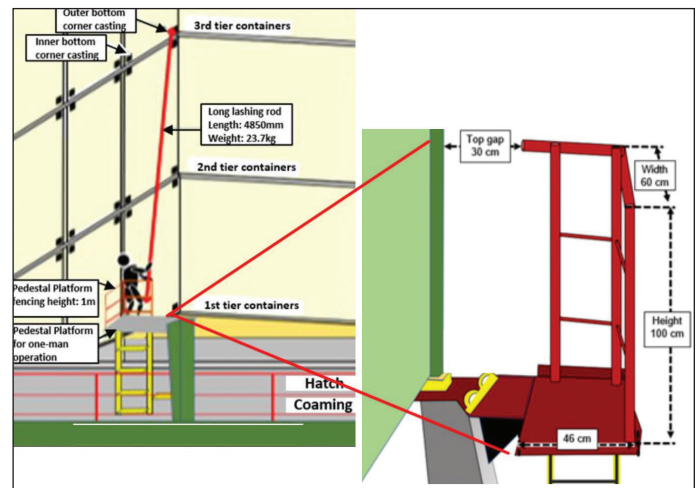 Outer bottom
corner casting
Inner bottom
corner casting
3rd tier containers
Long lashing rod
Length: 4850mm
Weight: 23.7kg
2nd tier containers
Pedestal Platform
fencing height: 1m
1st tier containers
Pedestal Platform
for one-man
operation
Hatch
Coaming
Top gap
30 cm
Width
60 cm
Height
100 cm
46 cm